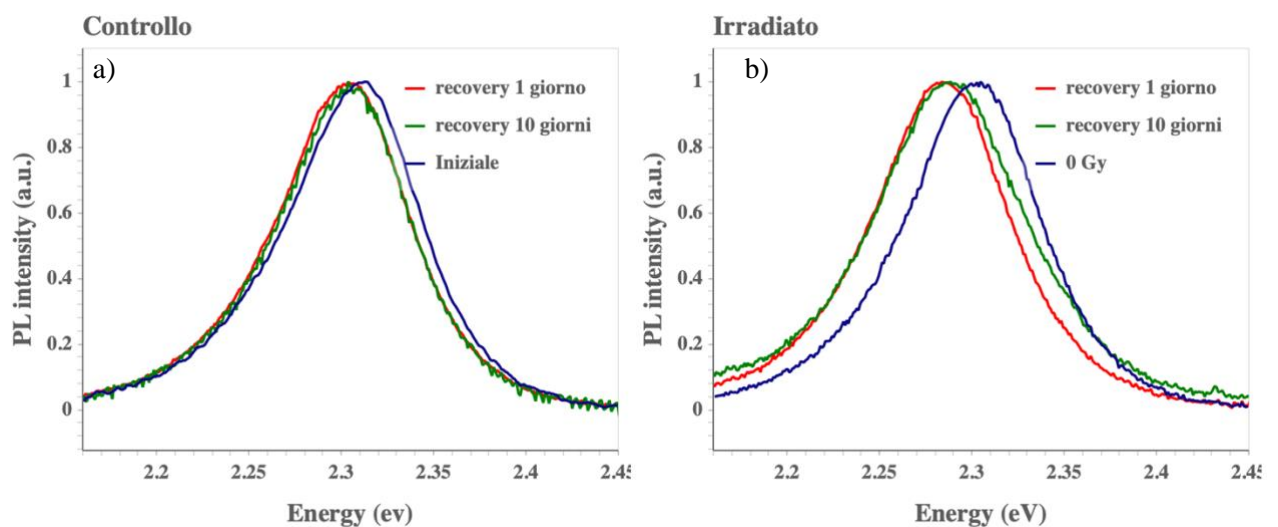 Controlo
a)
recovery 1 giorno
recovery 10 giorni
Iniziale
PL intensity (a.u.)
1
0.8
0.6
0.4
0.2
0
2.2
2.25
2.3
2.35
2.4
2.45
Energy (ev)
Irradiato
b)
recovery 1 giorno
recovery 10 giorni
0 Gy
PL intensity (a.u.)
1
0.8
0.6
0.4
0.2
0
2.2
2.25
2.3
2.35
2.4
2.45
Energy (eV)